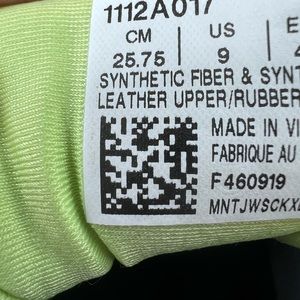 1112A017
CM US
25.75 9
SYNTHETIC FIBER & SYNT
LEATHER UPPER/RUBBER
MADE IN VI
FABRIQUE AU
F460919
MNTJWSCKX